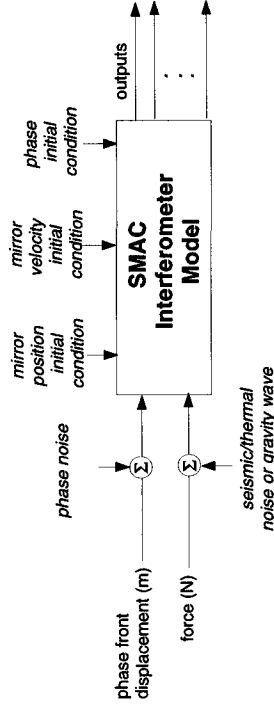 phase noise
mirror
position
initial
condition
mirror
velocity
initial
condition
phase
initial
condition
phase front
displacement (m)
Σ
force (N)
Σ
seismic/thermal
noise or gravity wave
SMAC
Interferometer
Model
outputs
. . .